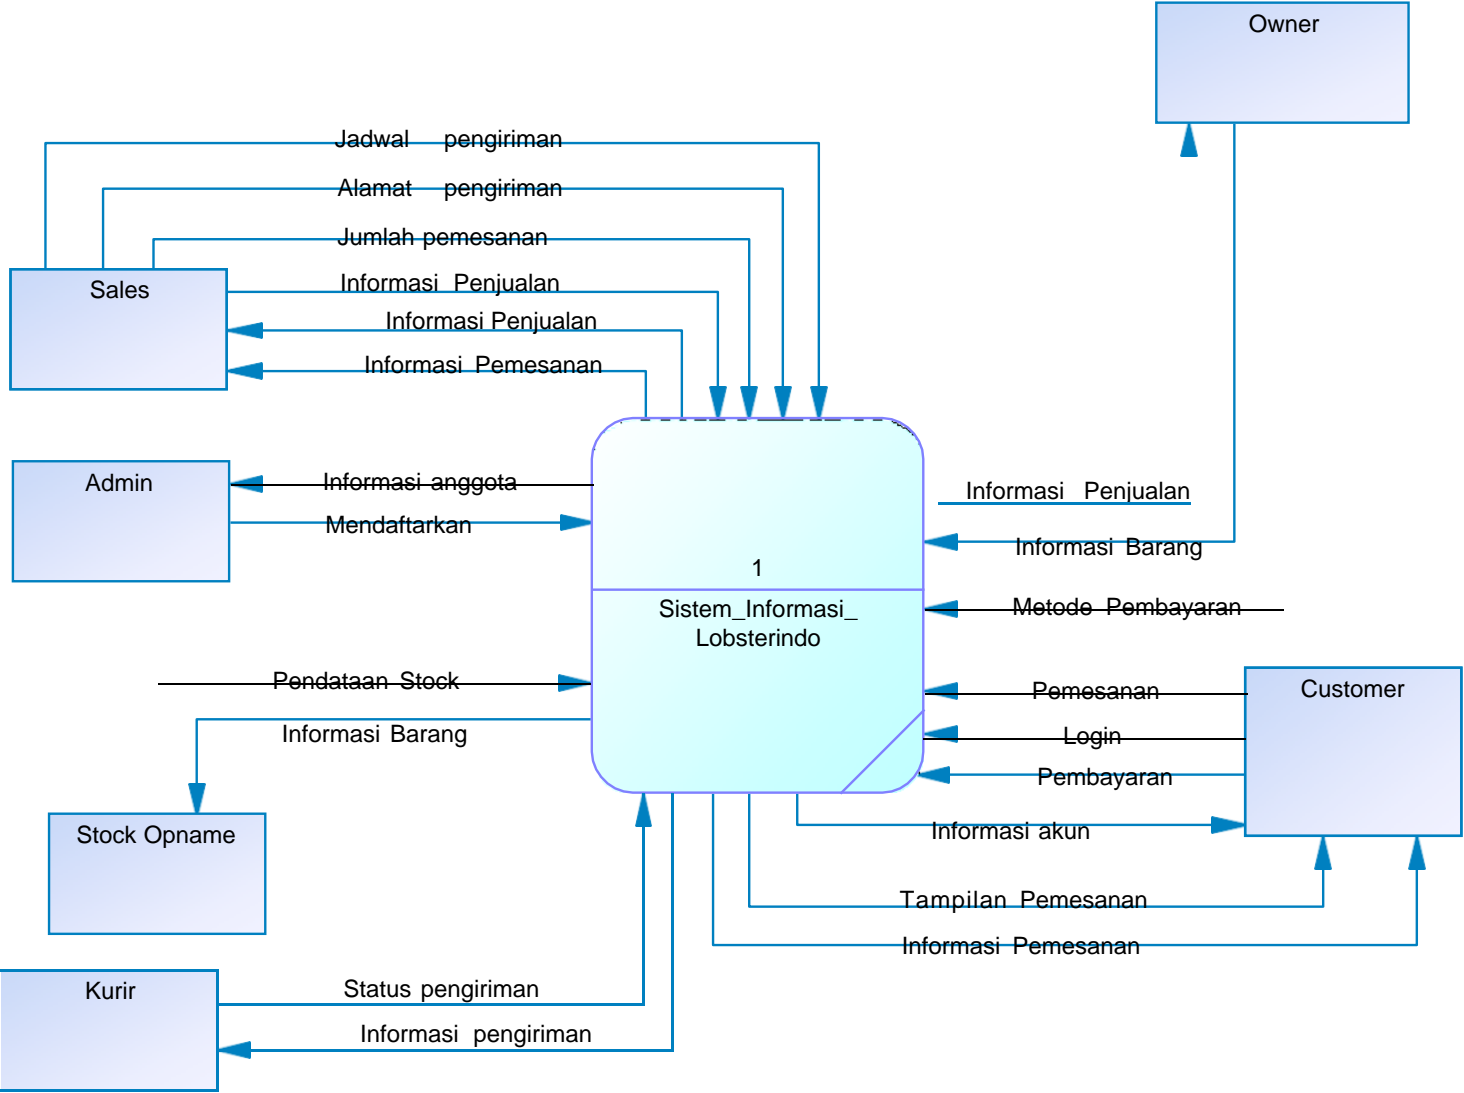 Owner
Jadwal pengiriman
Alamat pengiriman
Jumlah pemesanan
Sales
Informasi Penjualan
Informasi Penjualan
Informasi Pemesanan
Admin
Informasi anggota
Mendaftarkan
Informasi Penjualan
Informasi Barang
1
Sistem_Informasi_
Lobsterindo
Metode Pembayaran
Pendataan Stock
Informasi Barang
Pemesanan
Customer
Login
Pembayaran
Informasi akun
Stock Opname
Tampilan Pemesanan
Informasi Pemesanan
Kurir
Status pengiriman
Informasi pengiriman